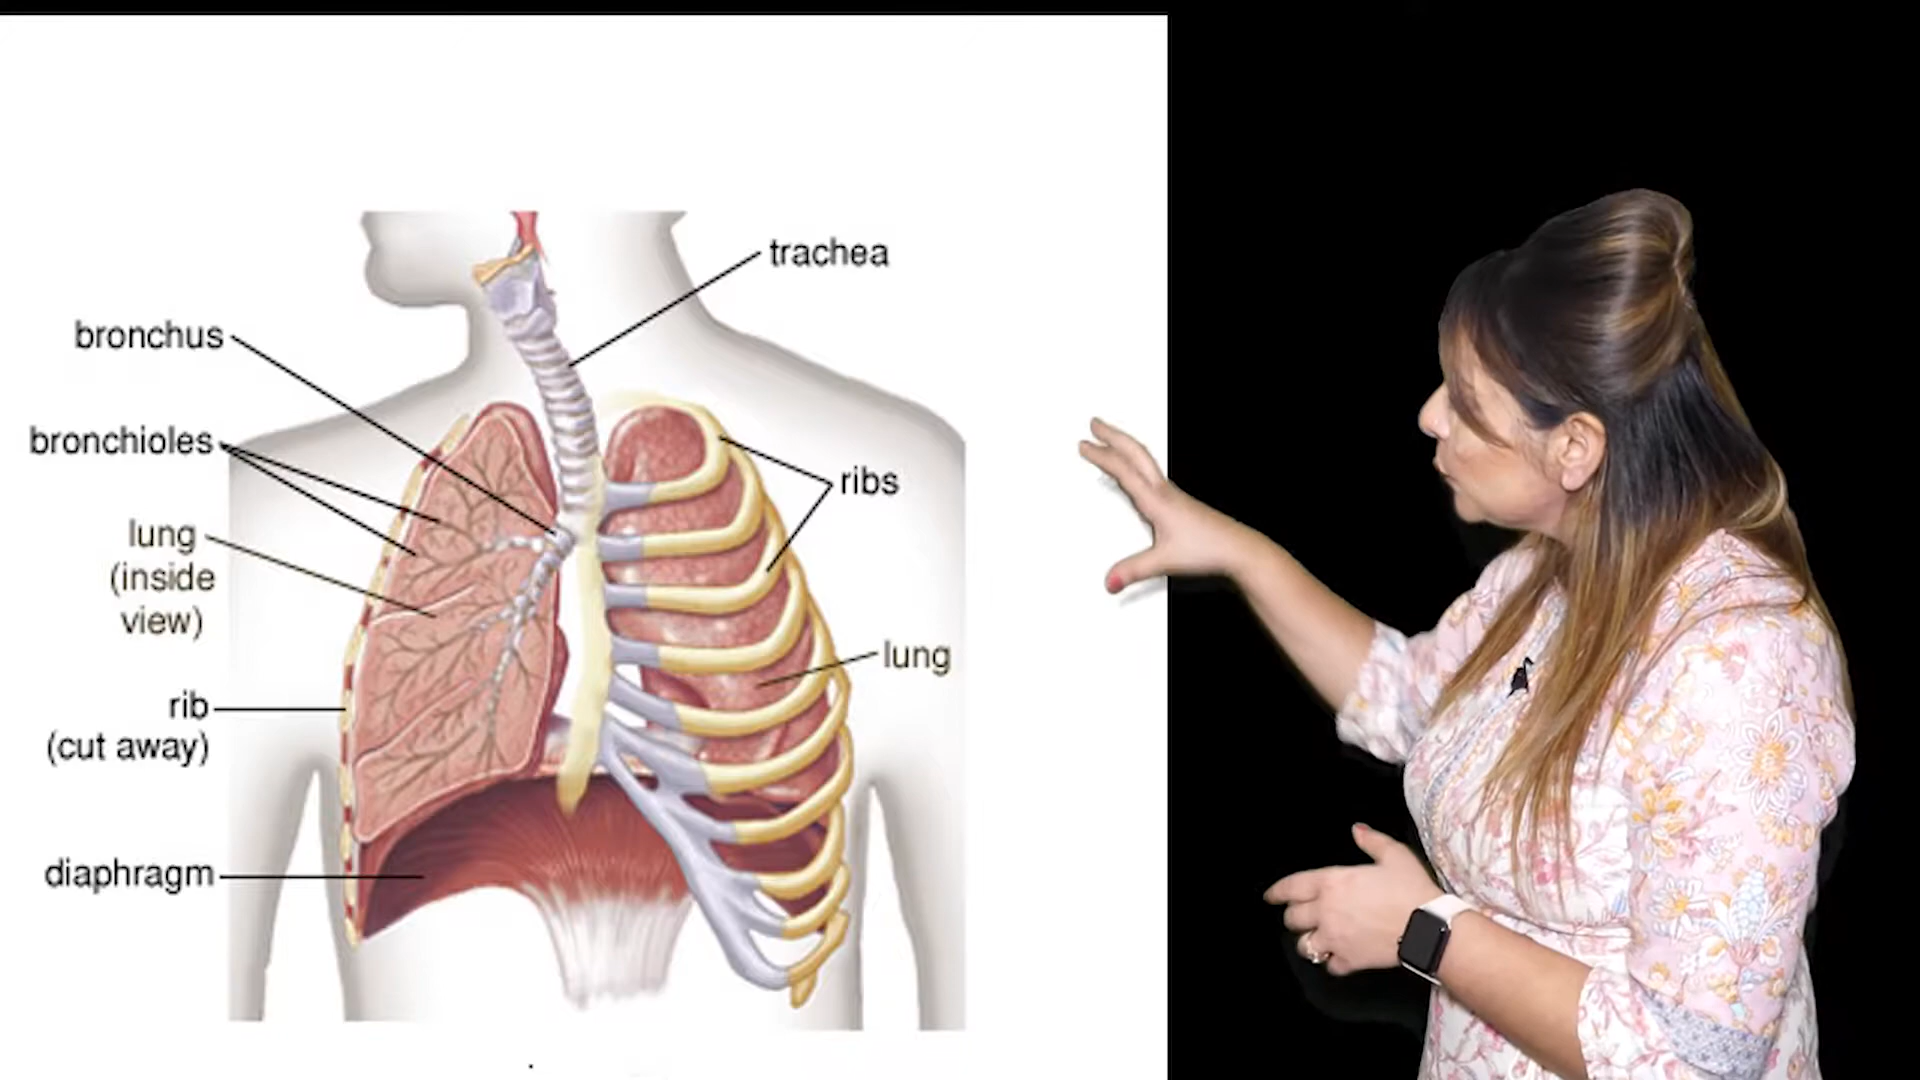 trachea
bronchus
bronchioles
ribs
lung
(inside
view)
lung
rib
(cut away)
diaphragm